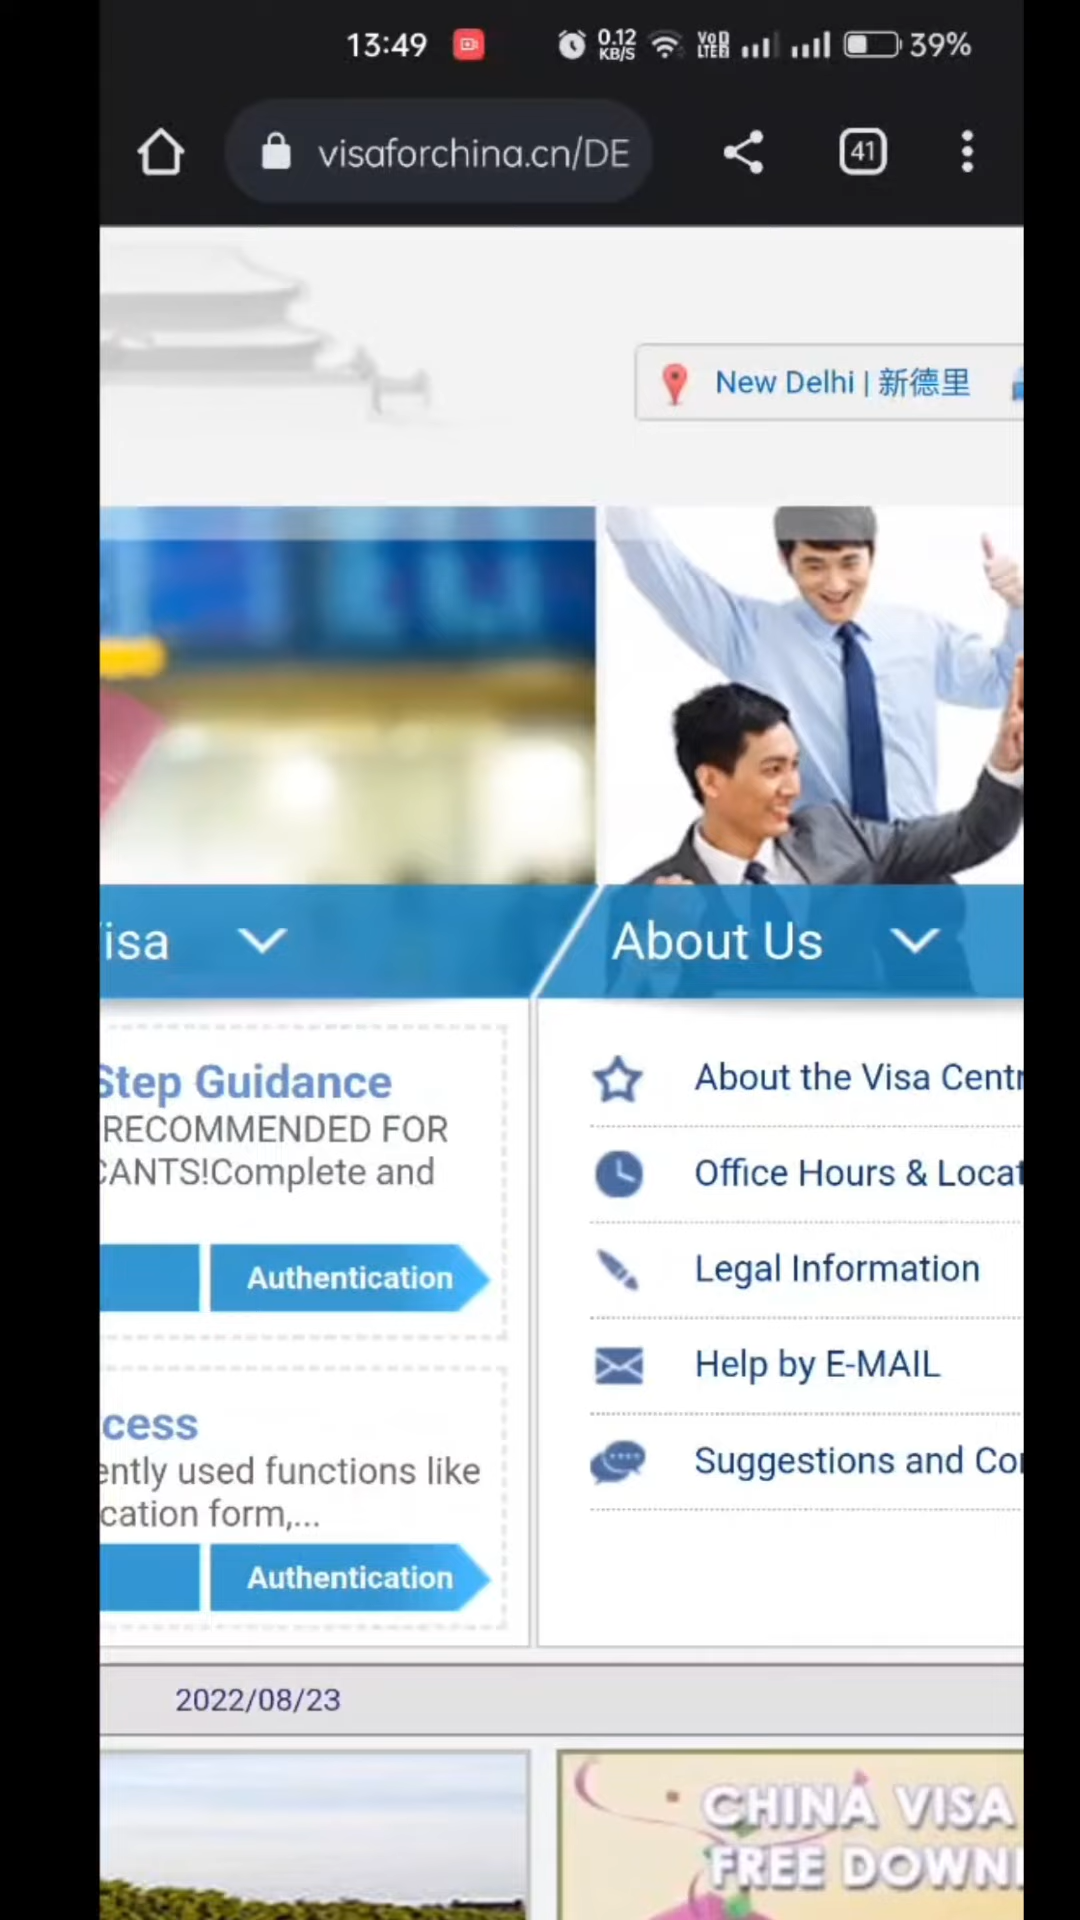 13:49
0.12 KB/S
VoD LTE2
39%
visaforchina.cn/DE
41
New Delhi | 新德里
isa
About Us
Step Guidance
RECOMMENDED FOR
CANTS!Complete and
Authentication
cess
ently used functions like
cation form,...
Authentication
About the Visa Centr
Office Hours & Locat
Legal Information
Help by E-MAIL
Suggestions and Co
2022/08/23
CHINA VISA
FREE DOWN